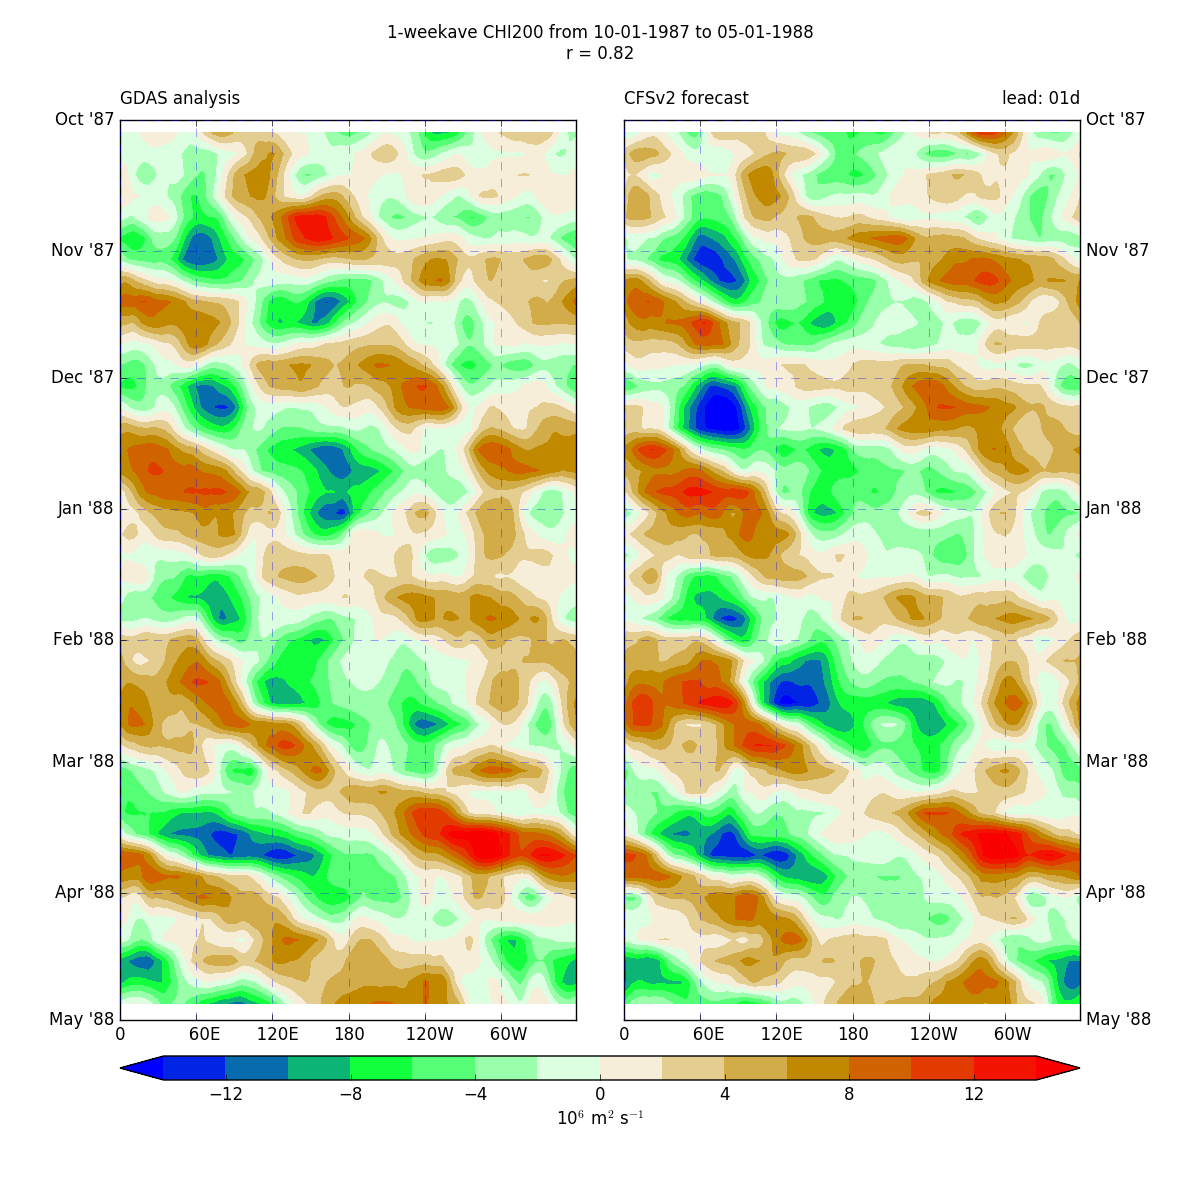 1-weekave CHI200 from 10-01-1987 to 05-01-1988
r = 0.82
GDAS analysis
CFSv2 forecast lead: 01d
Oct '87 Oct '87
Nov '87 Nov '87
Dec '87 Dec '87
Jan '88 Jan '88
Feb '88 Feb '88
Mar '88 Mar '88
Apr '88 Apr '88
May '88 May '88
0 60E 120E 180 120W 60W 0 60E 120E 180 120W 60W
−12 −8 −4 0 4 8 12
10⁶ m² s⁻¹